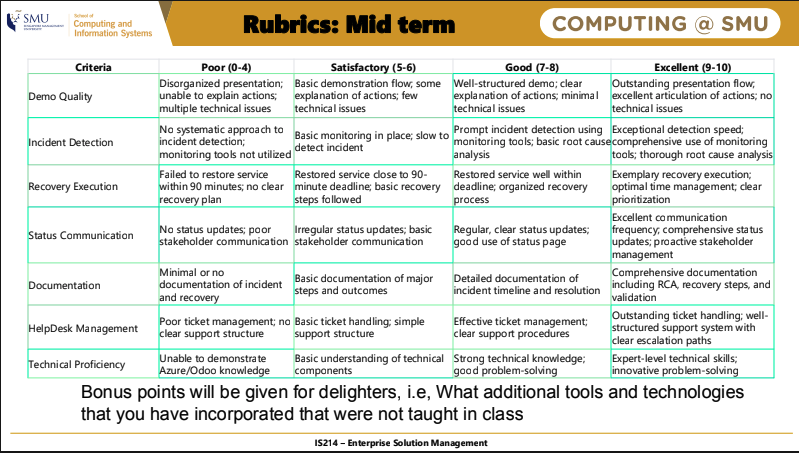 SMU
SINGAPORE MANAGEMENT
UNIVERSITY
School of
Computing and
Information Systems
Rubrics: Mid term
COMPUTING @ SMU
Criteria
Poor (0-4)
Satisfactory (5-6)
Good (7-8)
Excellent (9-10)
Demo Quality
Disorganized presentation;
unable to explain actions;
multiple technical issues
Basic demonstration flow; some
explanation of actions; few
technical issues
Well-structured demo; clear
explanation of actions; minimal
technical issues
Outstanding presentation flow;
excellent articulation of actions; no
technical issues
Incident Detection
No systematic approach to
incident detection;
monitoring tools not utilized
Basic monitoring in place; slow to
detect incident
Prompt incident detection using
monitoring tools; basic root cause
analysis
Exceptional detection speed;
comprehensive use of monitoring
tools; thorough root cause analysis
Recovery Execution
Failed to restore service
within 90 minutes; no clear
recovery plan
Restored service close to 90-
minute deadline; basic recovery
steps followed
Restored service well within
deadline; organized recovery
process
Exemplary recovery execution;
optimal time management; clear
prioritization
Status Communication
No status updates; poor
stakeholder communication
Irregular status updates; basic
stakeholder communication
Regular, clear status updates;
good use of status page
Excellent communication
frequency; comprehensive status
updates; proactive stakeholder
management
Documentation
Minimal or no
documentation of incident
and recovery
Basic documentation of major
steps and outcomes
Detailed documentation of
incident timeline and resolution
Comprehensive documentation
including RCA, recovery steps, and
validation
HelpDesk Management
Poor ticket management; no
clear support structure
Basic ticket handling; simple
support structure
Effective ticket management;
clear support procedures
Outstanding ticket handling; well-
structured support system with
clear escalation paths
Technical Proficiency
Unable to demonstrate
Azure/Odoo knowledge
Basic understanding of technical
components
Strong technical knowledge;
good problem-solving
Expert-level technical skills;
innovative problem-solving
Bonus points will be given for delighters, i.e, What additional tools and technologies
that you have incorporated that were not taught in class
IS214 – Enterprise Solution Management